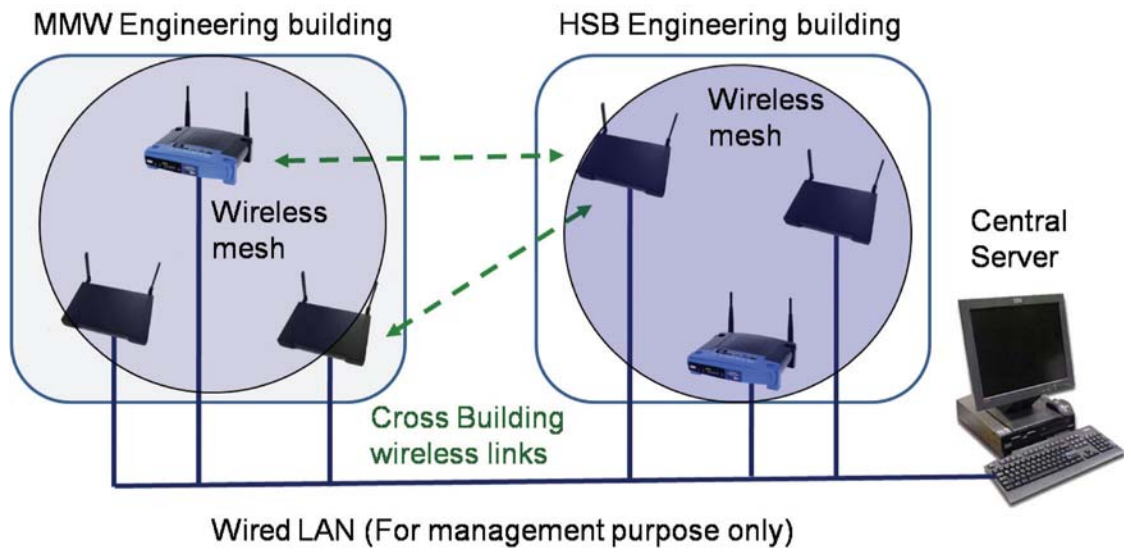 MMW Engineering building
HSB Engineering building
Wireless
mesh
Wireless
mesh
Central
Server
Cross Building
wireless links
Wired LAN (For management purpose only)